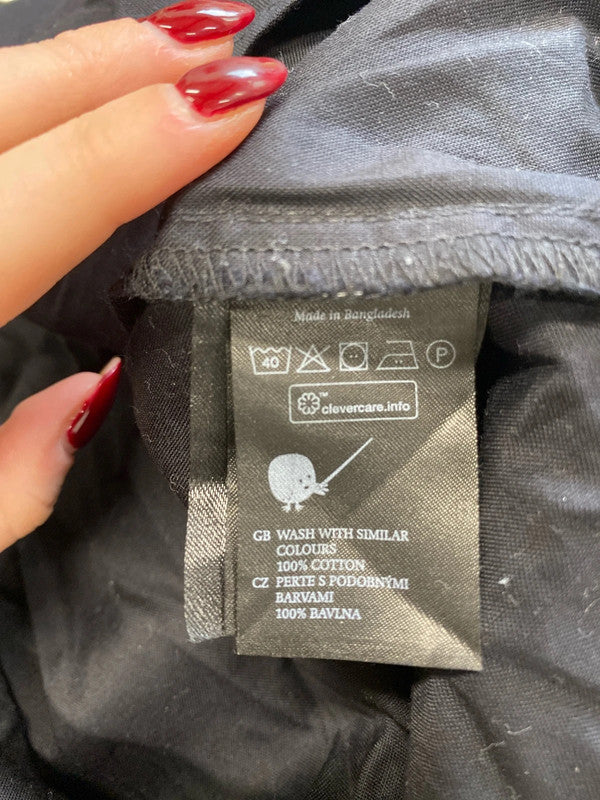 Made in Bangladesh
40 P
™
clevercare.info
GB WASH WITH SIMILAR
COLOURS
100% COTTON
CZ PERTE S PODOBNÝMI
BARVAMI
100% BAVLNA